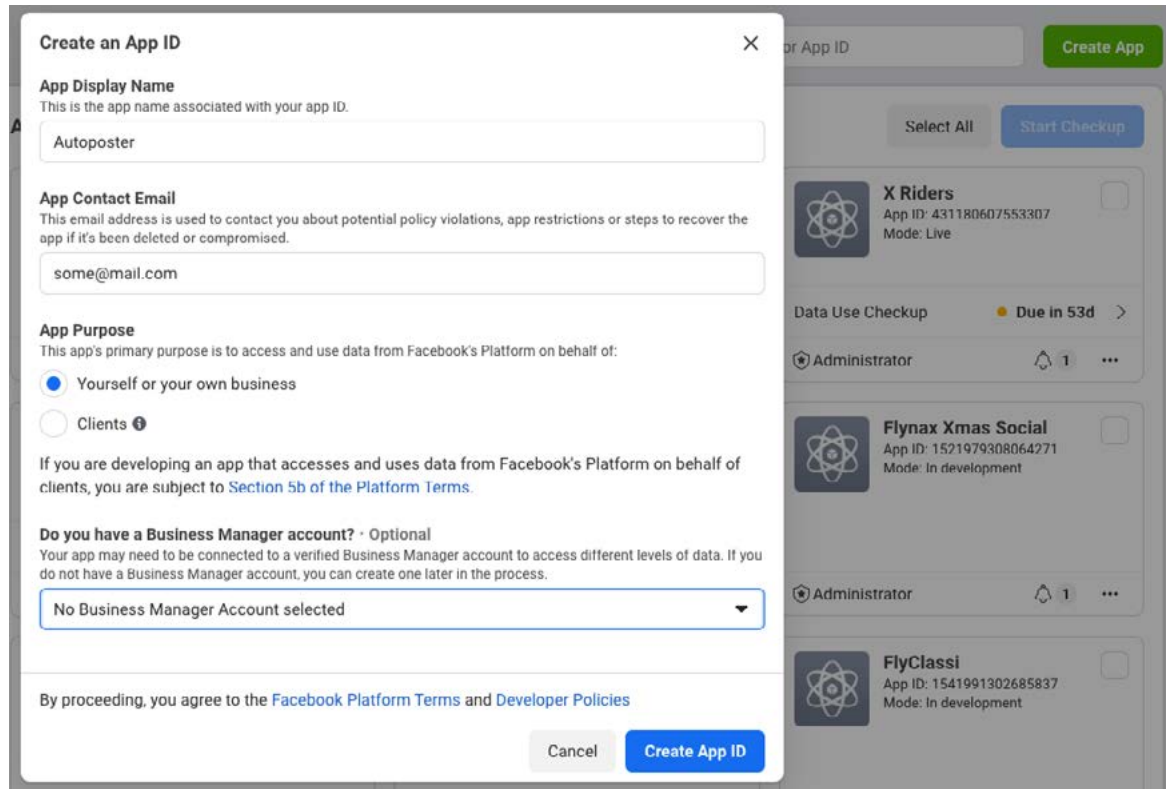 Create an App ID
App Display Name
This is the app name associated with your app ID.
Autoposter
App Contact Email
This email address is used to contact you about potential policy violations, app restrictions or steps to recover the
app if it's been deleted or compromised.
some@mail.com
App Purpose
This app's primary purpose is to access and use data from Facebook's Platform on behalf of:
Yourself or your own business
Clients
If you are developing an app that accesses and uses data from Facebook's Platform on behalf of
clients, you are subject to Section 5b of the Platform Terms.
Do you have a Business Manager account? · Optional
Your app may need to be connected to a verified Business Manager account to access different levels of data. If you
do not have a Business Manager account, you can create one later in the process.
No Business Manager Account selected
By proceeding, you agree to the Facebook Platform Terms and Developer Policies
Cancel
Create App ID
or App ID
Create App
A
Select All
Start Checkup
X Riders
App ID: 431180607553307
Mode: Live
Data Use Checkup
Due in 53d
Administrator
1
Flynax Xmas Social
App ID: 1521979308064271
Mode: In development
Administrator
1
FlyClassi
App ID: 1541991302685837
Mode: In development